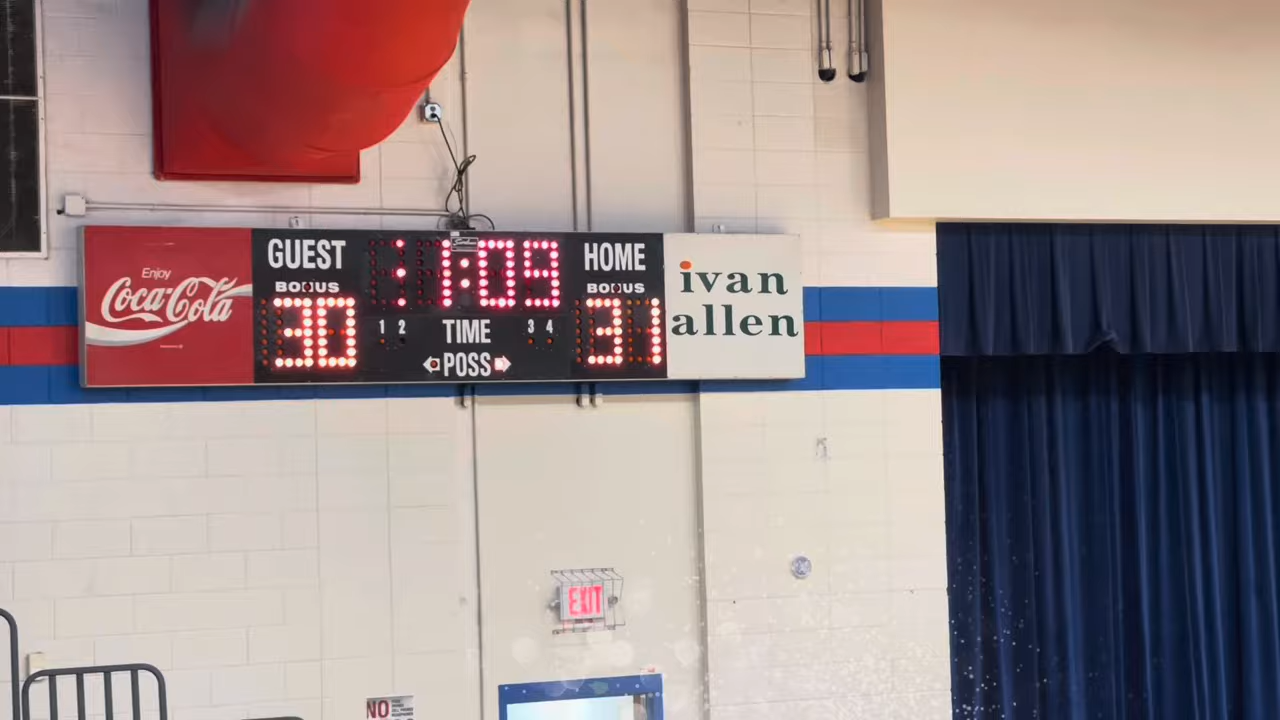 Enjoy
Coca-Cola
GUEST
BONUS
30
1:09
1 2
TIME
3 4
POSS
HOME
BONUS
31
ivan
allen
EXIT
NO